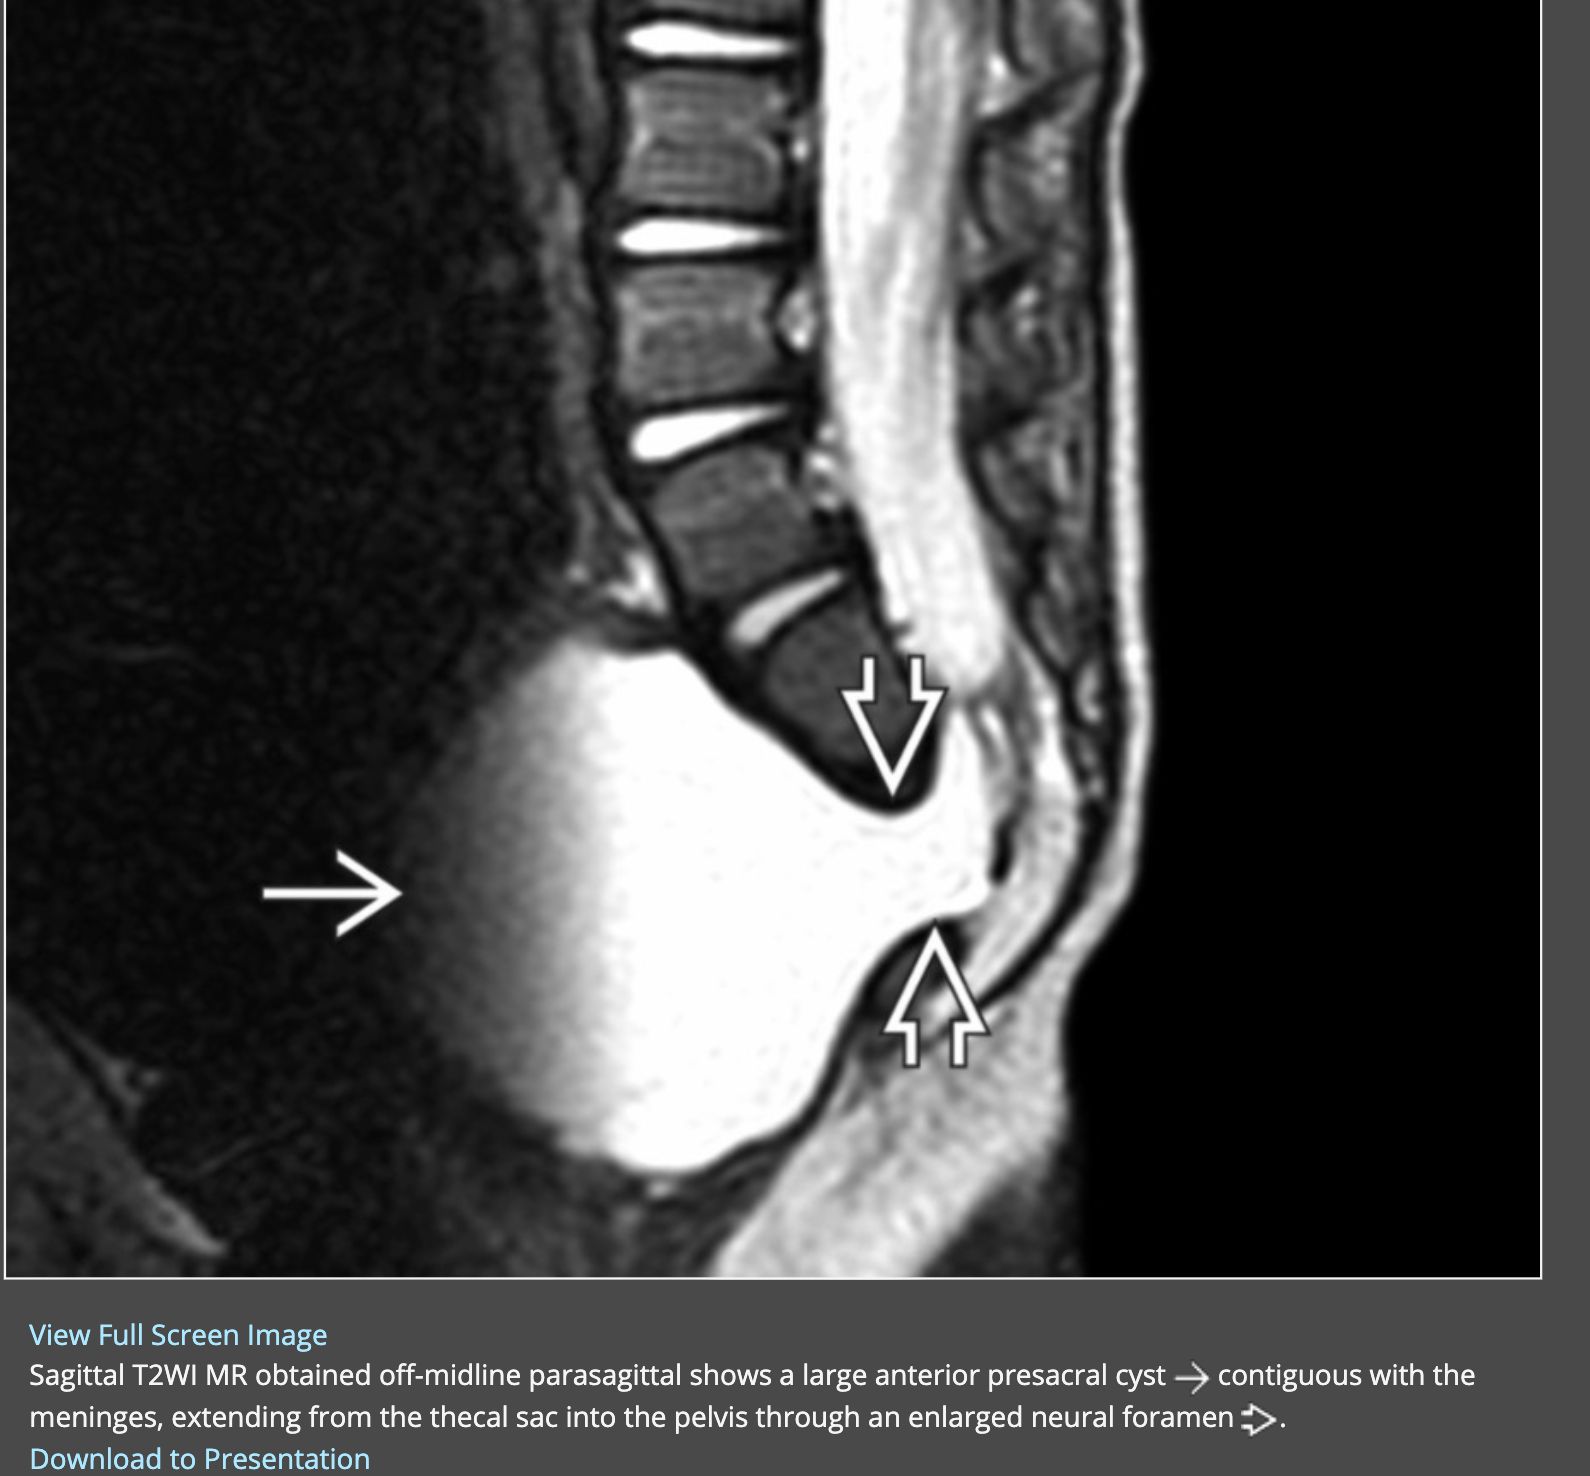 View Full Screen Image
Sagittal T2WI MR obtained off-midline parasagittal shows a large anterior presacral cyst → contiguous with the
meninges, extending from the thecal sac into the pelvis through an enlarged neural foramen ⇨.
Download to Presentation